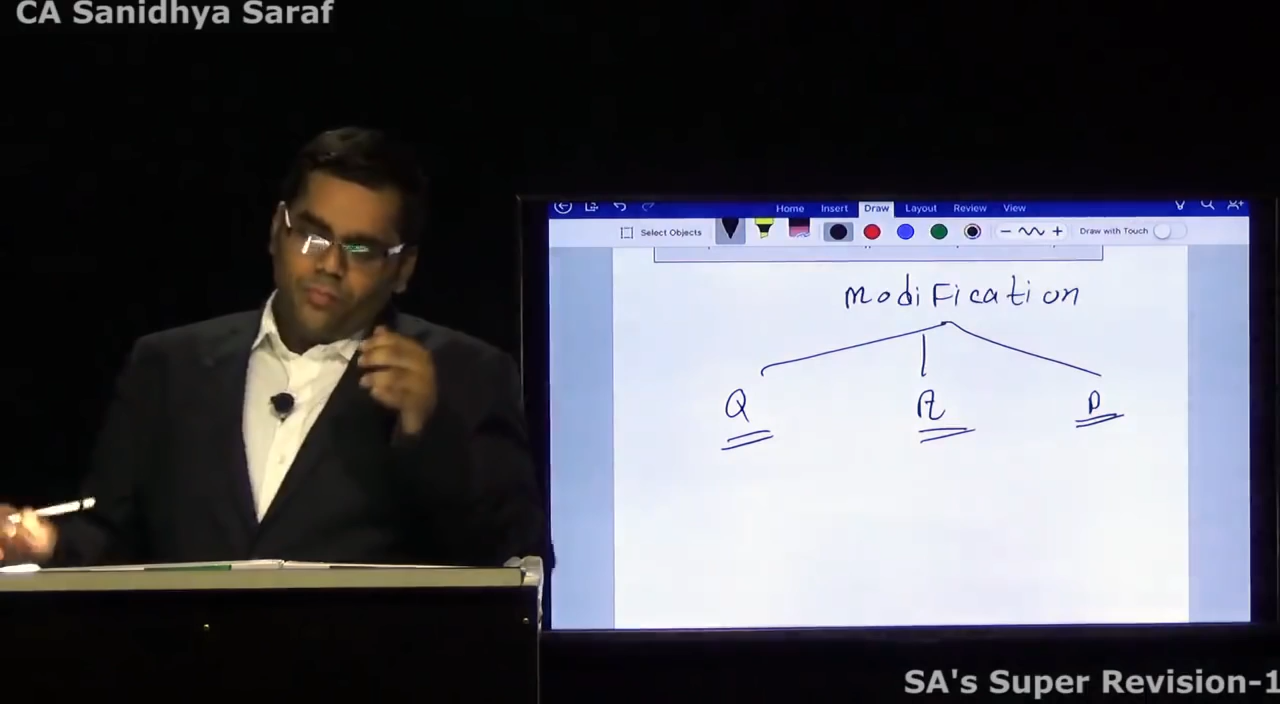 CA Sanidhya Saraf
Home Insert Draw Layout Review View
Select Objects Draw with Touch
modification
Q A D
SA's Super Revision-1